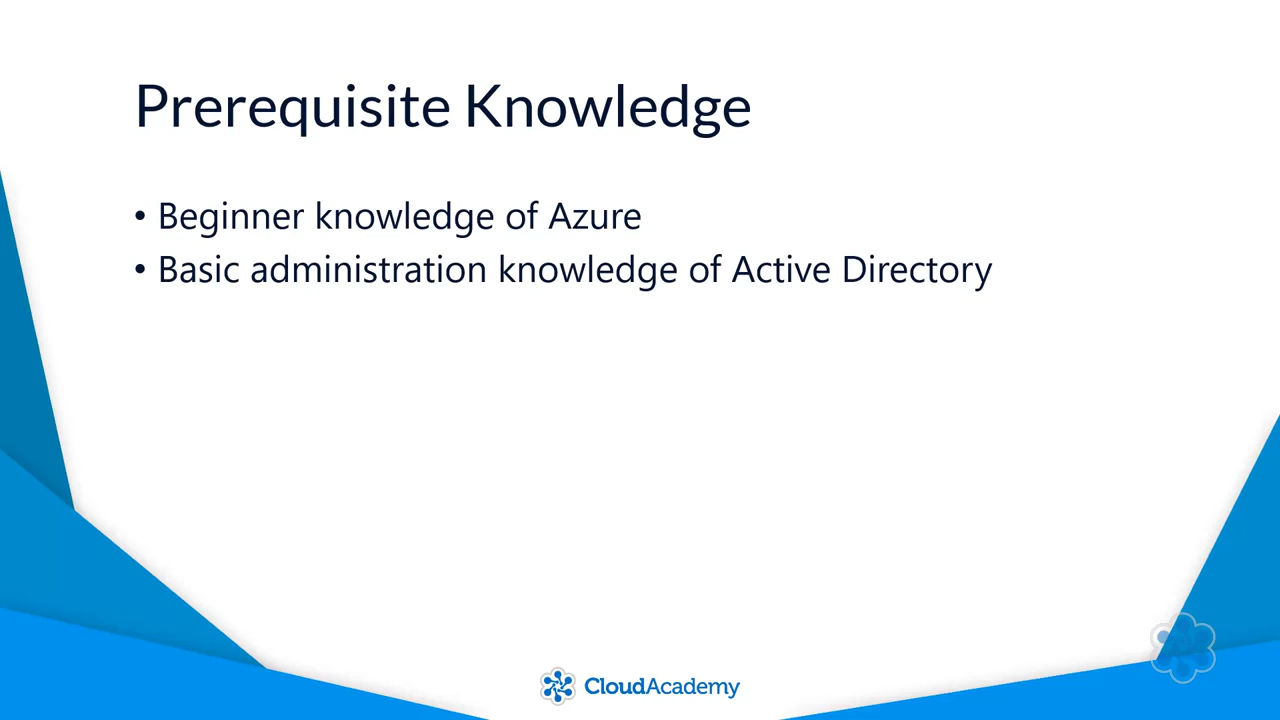 Prerequisite Knowledge
• Beginner knowledge of Azure
• Basic administration knowledge of Active Directory
CloudAcademy